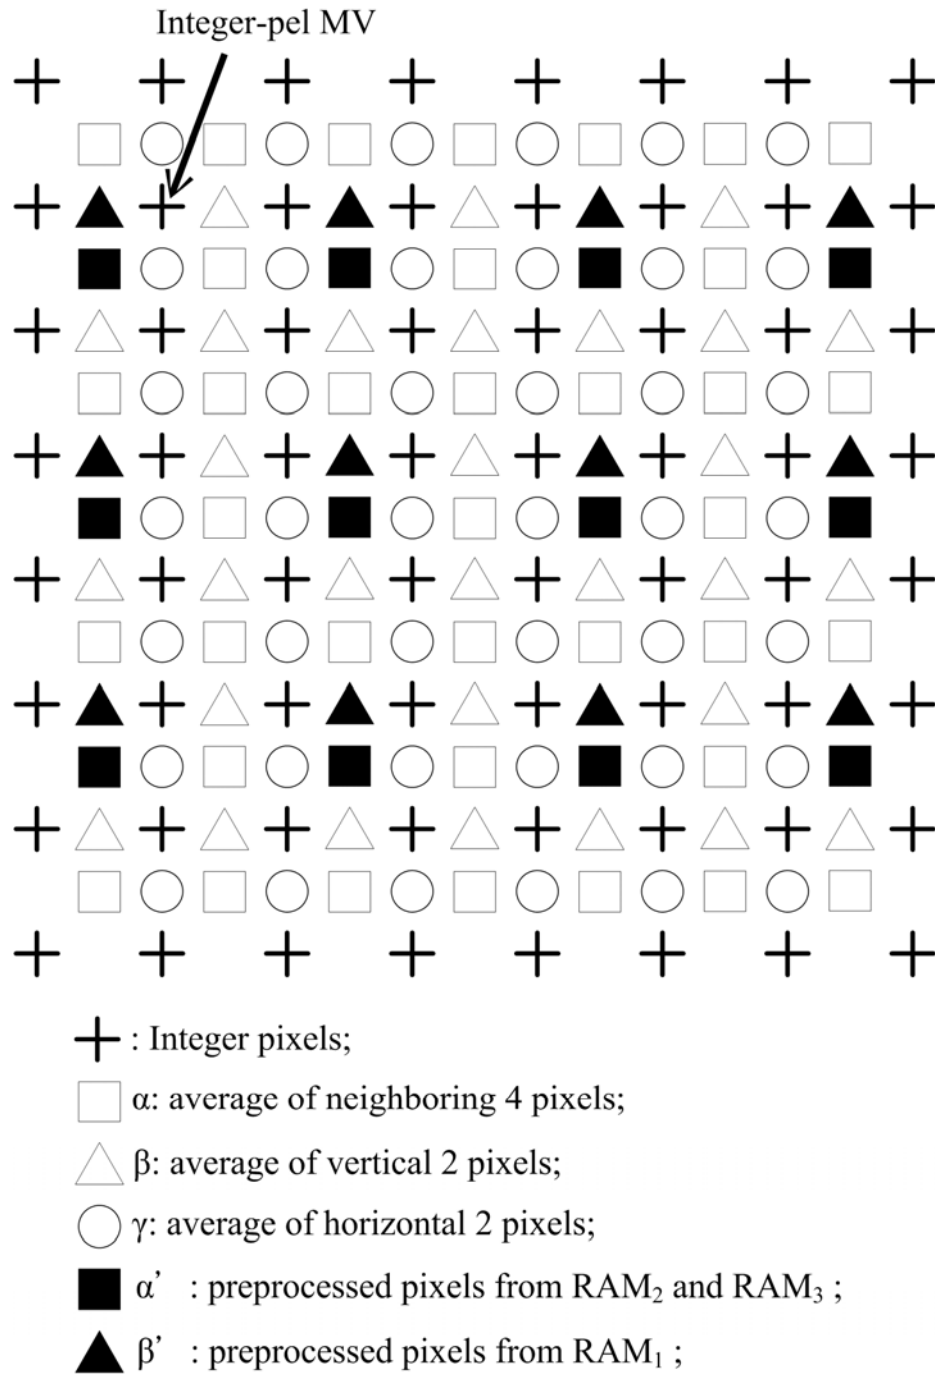 Integer-pel MV
: Integer pixels;
α: average of neighboring 4 pixels;
β: average of vertical 2 pixels;
γ: average of horizontal 2 pixels;
α’ : preprocessed pixels from RAM₂ and RAM₃ ;
β’ : preprocessed pixels from RAM₁ ;